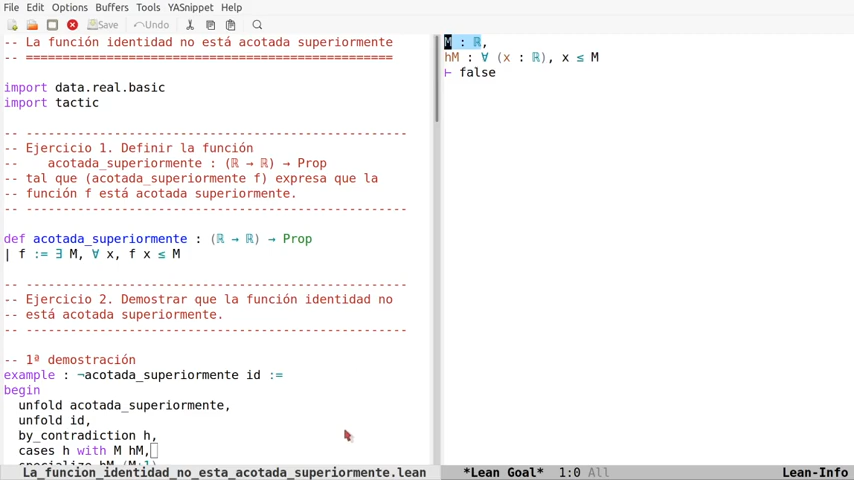 File Edit Options Buffers Tools YASnippet Help
Save Undo
-- La función identidad no está acotada superiormente
-- ==================================================
import data.real.basic
import tactic
-- ----------------------------------------------------
-- Ejercicio 1. Definir la función
--    acotada_superiormente : (ℝ → ℝ) → Prop
-- tal que (acotada_superiormente f) expresa que la
-- función f está acotada superiormente.
-- ----------------------------------------------------
def acotada_superiormente : (ℝ → ℝ) → Prop
| f := ∃ M, ∀ x, f x ≤ M
-- ----------------------------------------------------
-- Ejercicio 2. Demostrar que la función identidad no
-- está acotada superiormente.
-- ----------------------------------------------------
-- 1ª demostración
example : ¬acotada_superiormente id :=
begin
  unfold acotada_superiormente,
  unfold id,
  by_contradiction h,
  cases h with M hM,
  specialize hM (M+1)
La_funcion_identidad_no_esta_acotada_superiormente.lean
M : ℝ,
hM : ∀ (x : ℝ), x ≤ M
⊢ false
*Lean Goal* 1:0 All Lean-Info